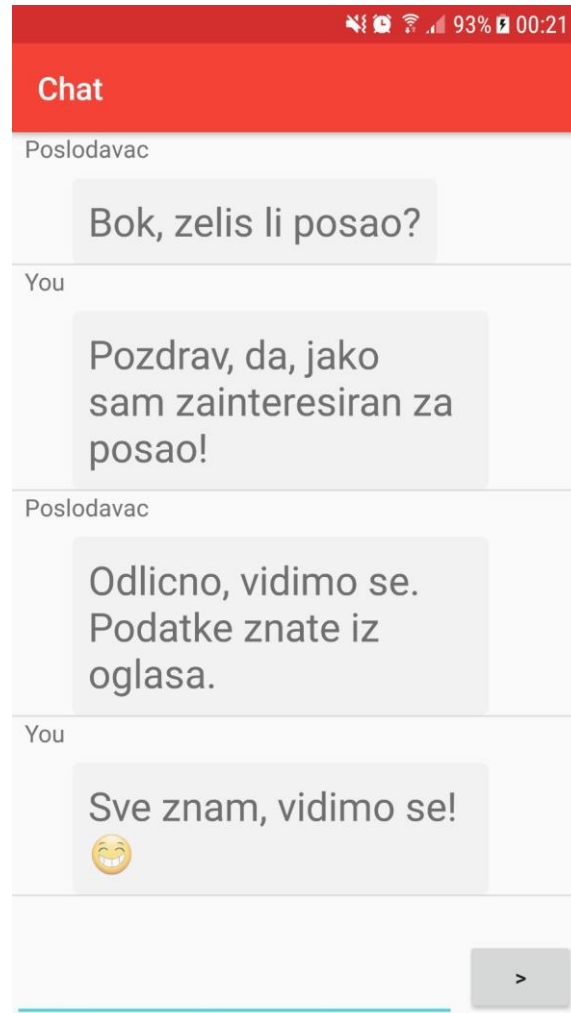 93% 00:21
Chat
Poslodavac
Bok, zelis li posao?
You
Pozdrav, da, jako
sam zainteresiran za
posao!
Poslodavac
Odlicno, vidimo se.
Podatke znate iz
oglasa.
You
Sve znam, vidimo se!
😁
>